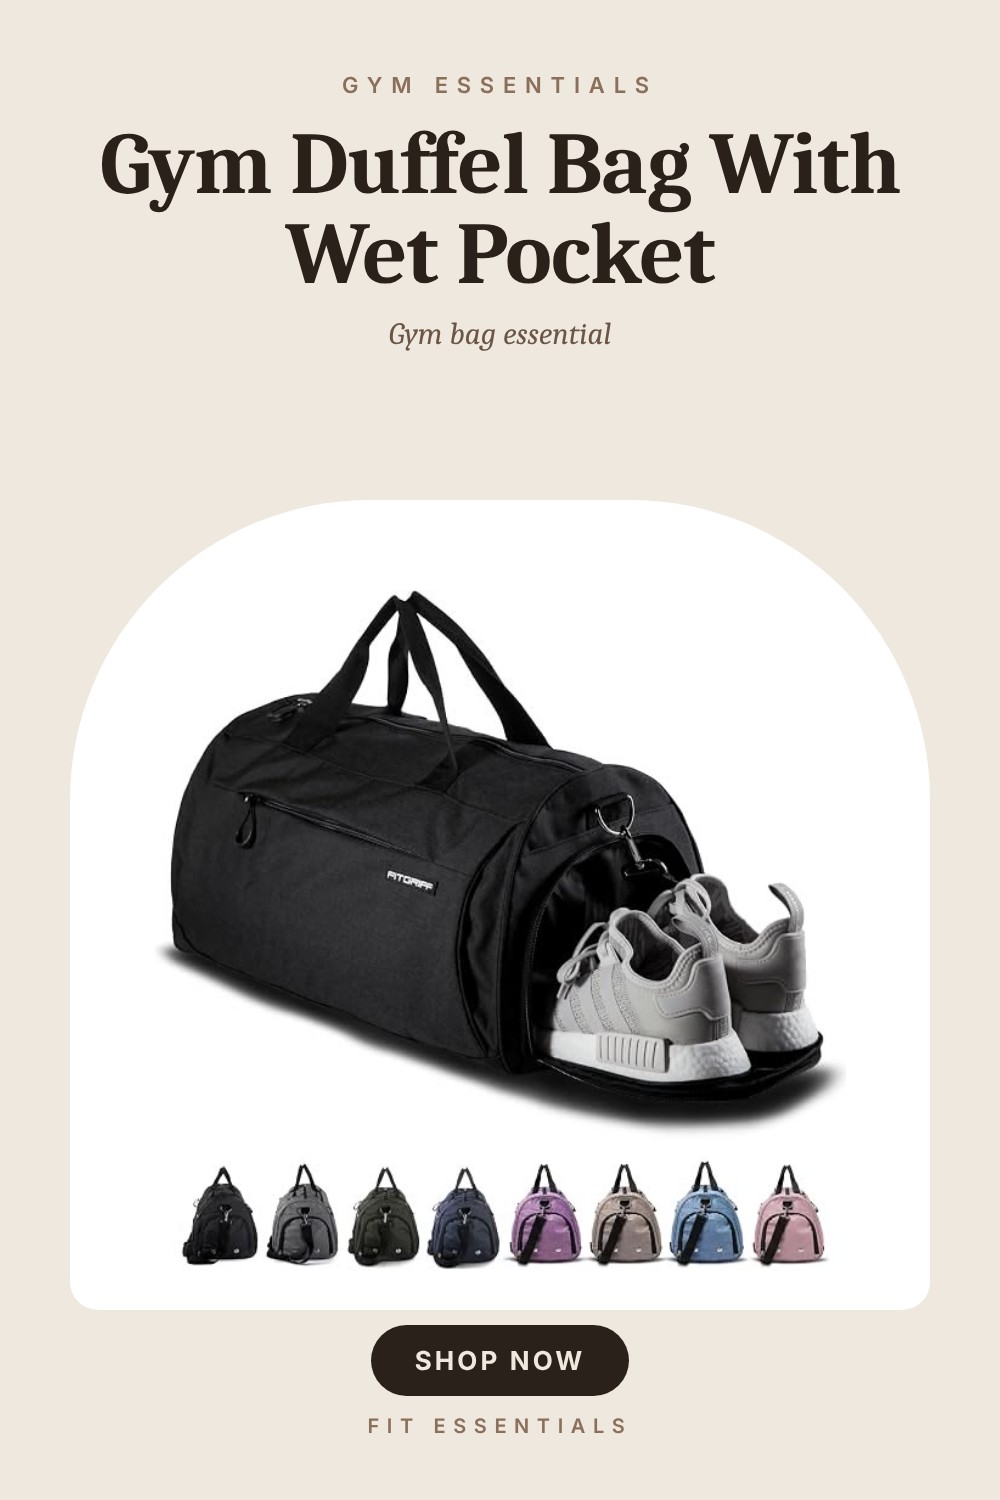 GYM ESSENTIALS
Gym Duffel Bag With
Wet Pocket
Gym bag essential
FITGRIFF
SHOP NOW
FIT ESSENTIALS